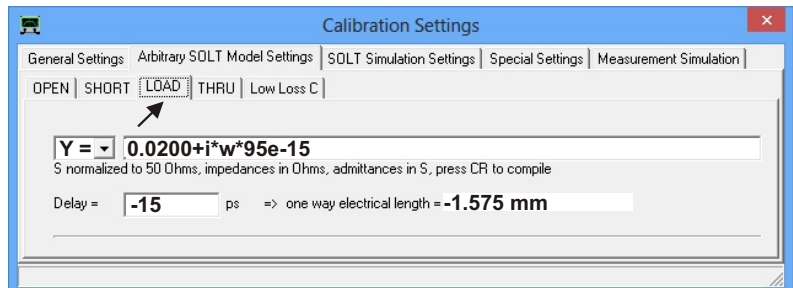 Calibration Settings
General Settings Arbitrary SOLT Model Settings SOLT Simulation Settings Special Settings Measurement Simulation
OPEN SHORT LOAD THRU Low Loss C
Y = 0.0200+i*w*95e-15
S normalized to 50 Ohms, impedances in Ohms, admittances in S, press CR to compile
Delay = -15 ps => one way electrical length = -1.575 mm